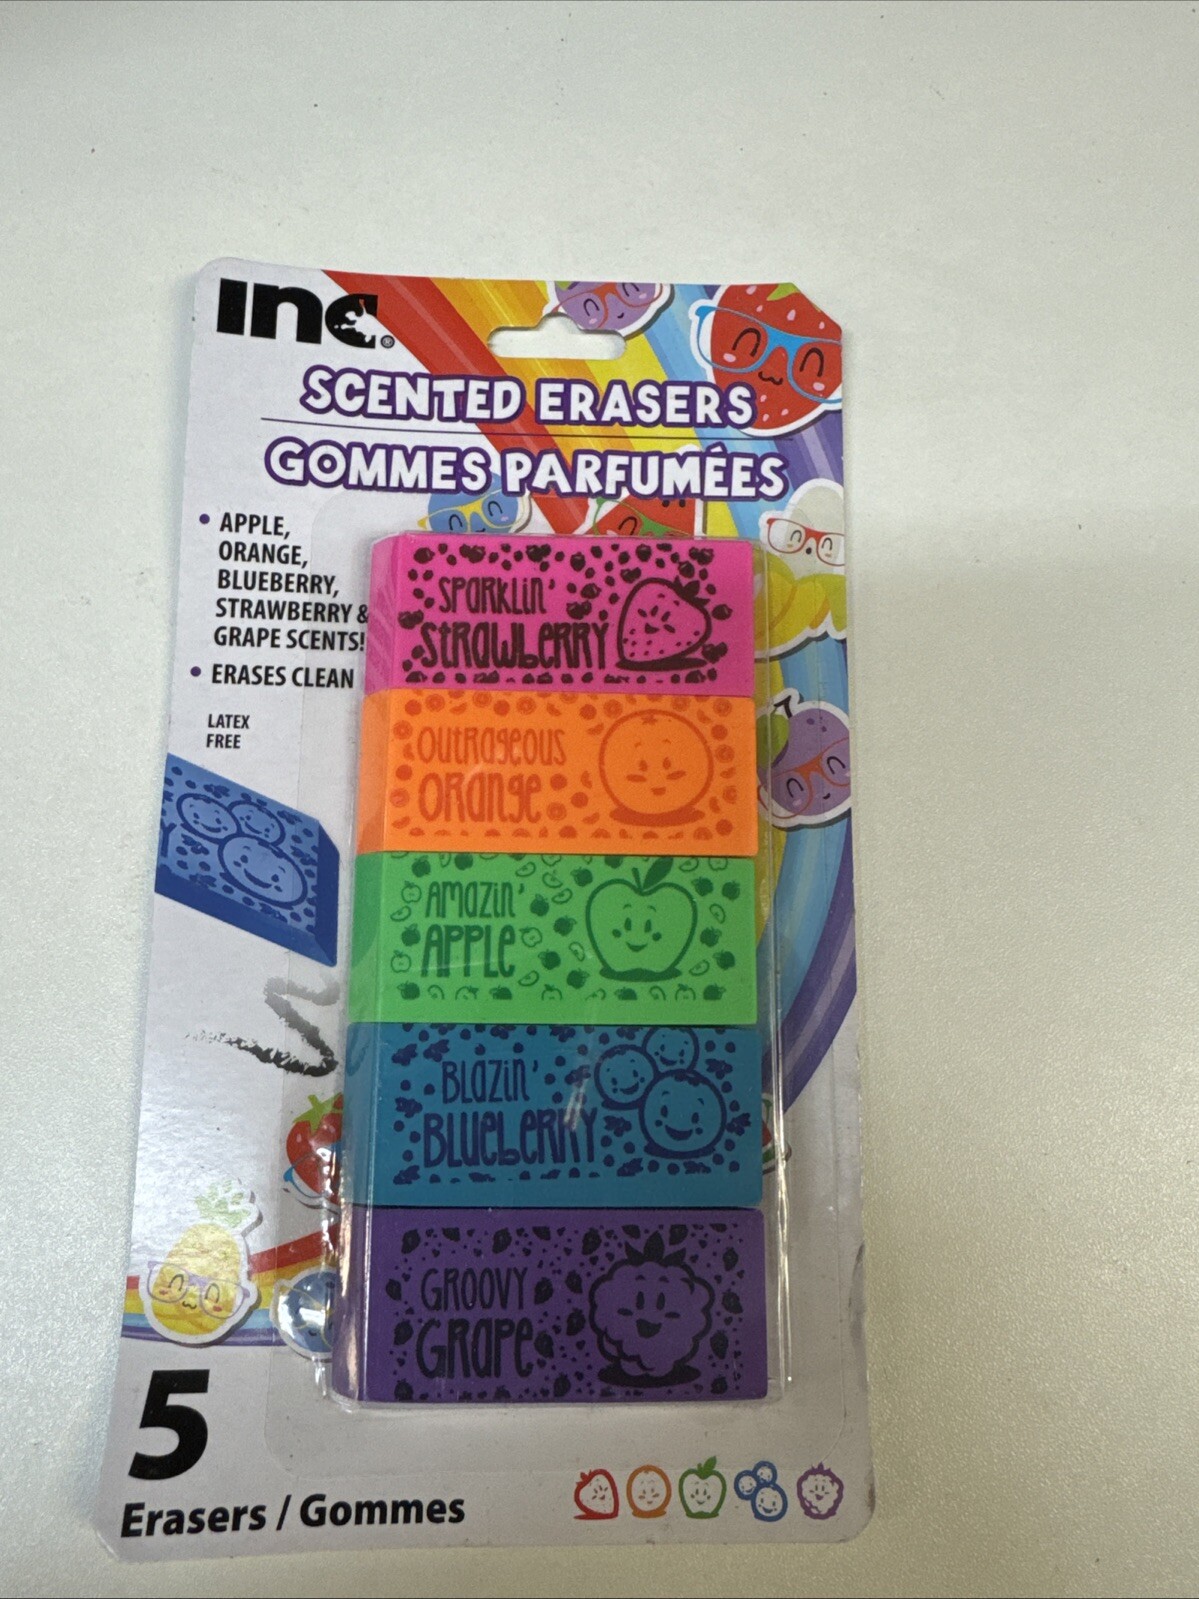 inc®
SCENTED ERASERS
GOMMES PARFUMÉES
• APPLE,
ORANGE,
BLUEBERRY,
STRAWBERRY &
GRAPE SCENTS!
• ERASES CLEAN
LATEX
FREE
SPARKLIN'
STRAWBERRY
OUTRAGEOUS
ORANGE
AMAZIN'
APPLE
BLAZIN'
BLUEBERRY
GROOVY
GRAPE
5
Erasers / Gommes